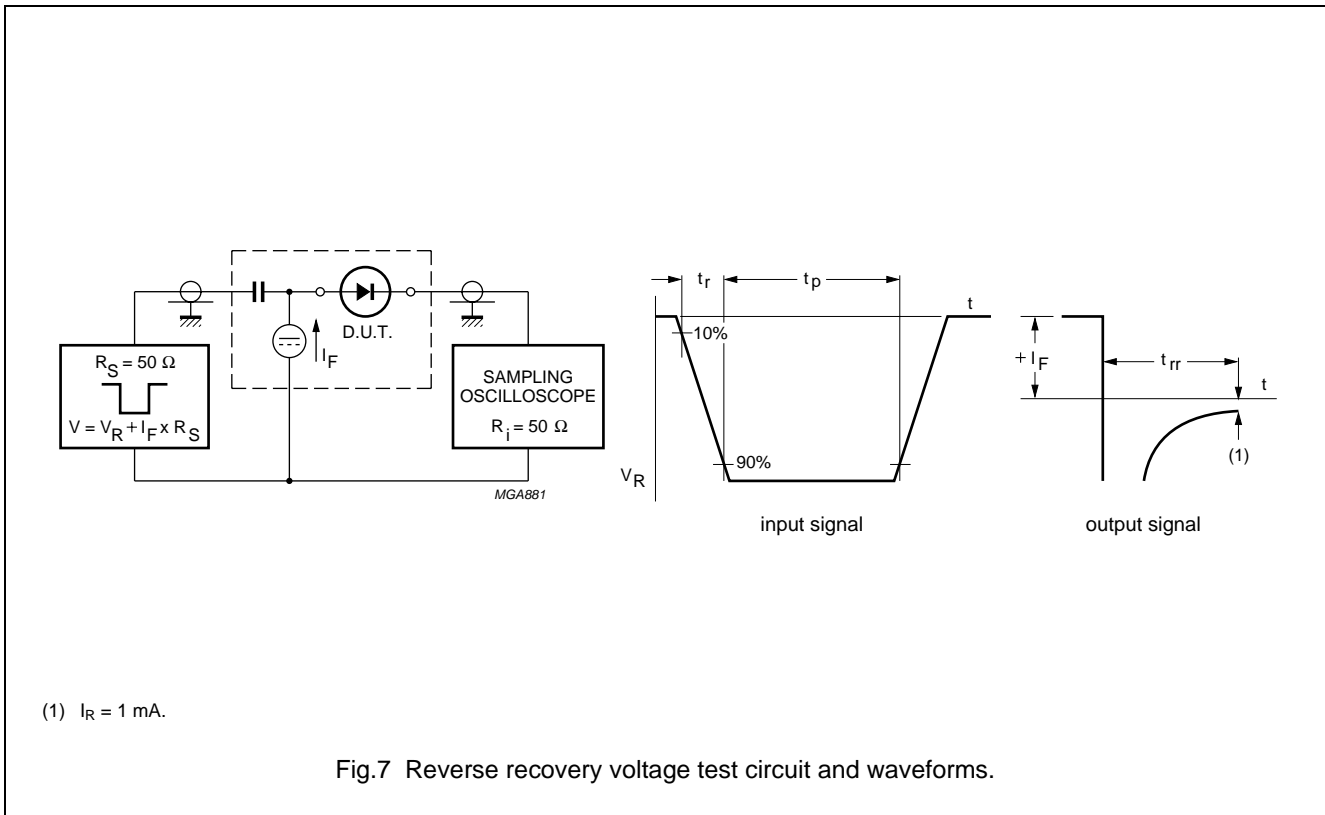 D.U.T.
I_F
R_S = 50 Ω
V = V_R + I_F x R_S
SAMPLING
OSCILLOSCOPE
R_i = 50 Ω
MGA881
t_r
t_p
t
10%
90%
V_R
input signal
+ I_F
t_rr
t
(1)
output signal
(1) I_R = 1 mA.
Fig.7 Reverse recovery voltage test circuit and waveforms.